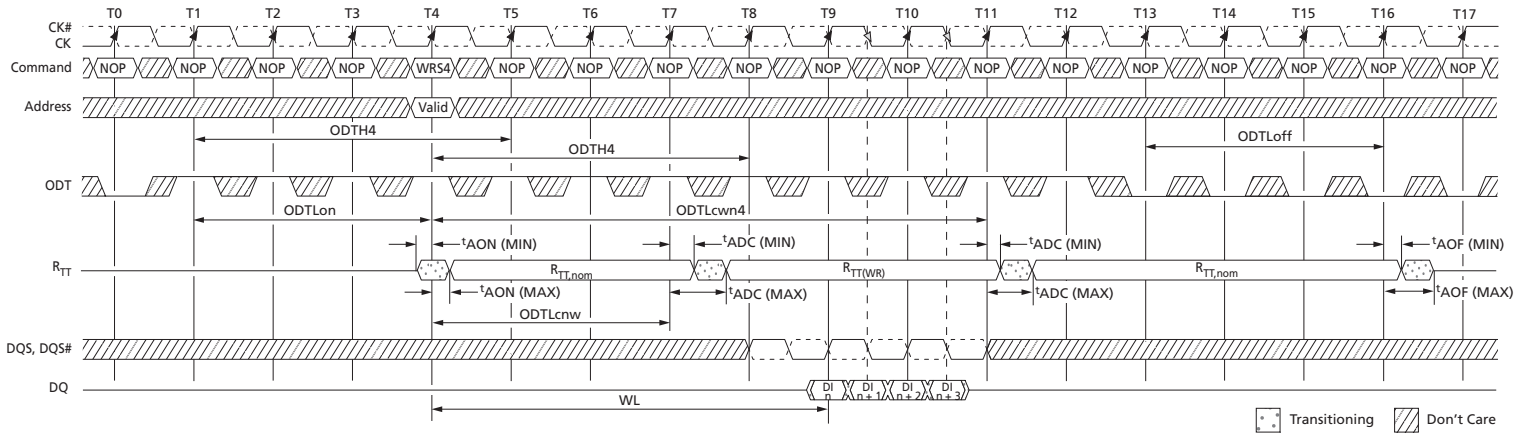 T0 T1 T2 T3 T4 T5 T6 T7 T8 T9 T10 T11 T12 T13 T14 T15 T16 T17
CK#
CK
Command NOP NOP NOP NOP WRS4 NOP NOP NOP NOP NOP NOP NOP NOP NOP NOP NOP NOP NOP
Address Valid
ODTH4 ODTLoff
ODTH4
ODT
ODTLon ODTLcwn4
tAON (MIN) tADC (MIN) tADC (MIN) tAOF (MIN)
RTT RTT,nom RTT(WR) RTT,nom
tAON (MAX) tADC (MAX) tADC (MAX) tAOF (MAX)
ODTLcnw
DQS, DQS#
DQ DI n DI n + 1 DI n + 2 DI n + 3
WL
Transitioning Don't Care